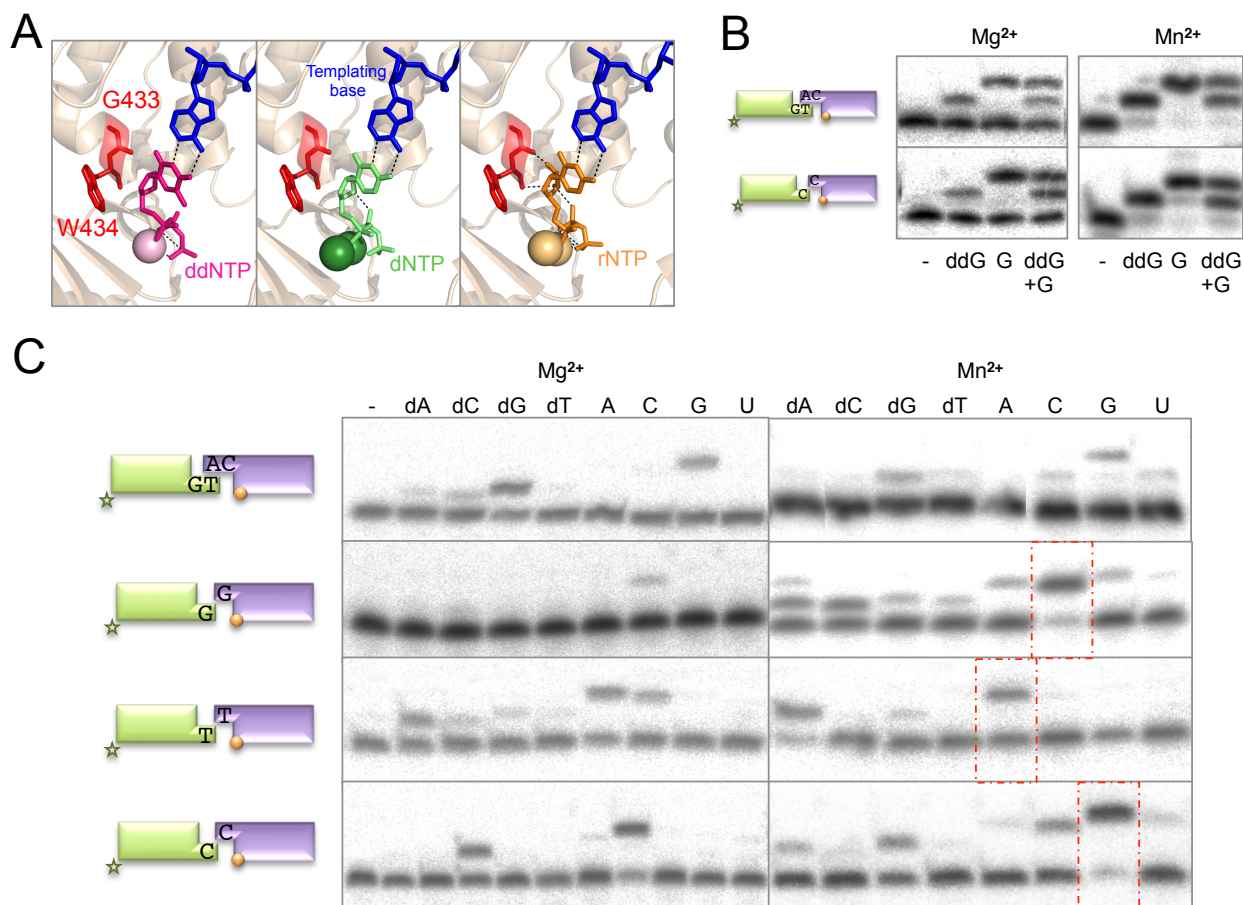 A
G433
W434
ddNTP
Templating
base
dNTP
rNTP
B
Mg2+
Mn2+
AC
GT
C
C
- ddG G ddG
+G
- ddG G ddG
+G
C
Mg2+
Mn2+
- dA dC dG dT A C G U
dA dC dG dT A C G U
AC
GT
G
G
T
T
C
C